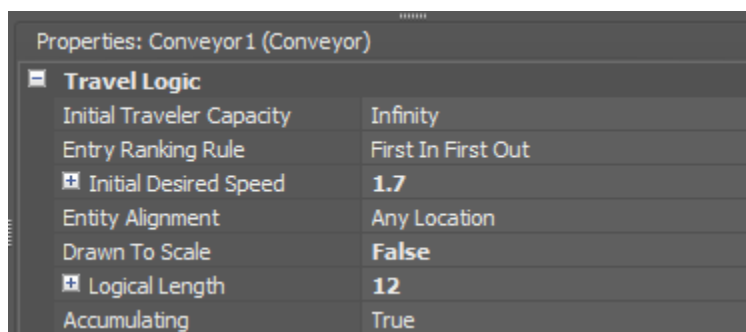 Properties: Conveyor1 (Conveyor)
Travel Logic
Initial Traveler Capacity Infinity
Entry Ranking Rule First In First Out
Initial Desired Speed 1.7
Entity Alignment Any Location
Drawn To Scale False
Logical Length 12
Accumulating True